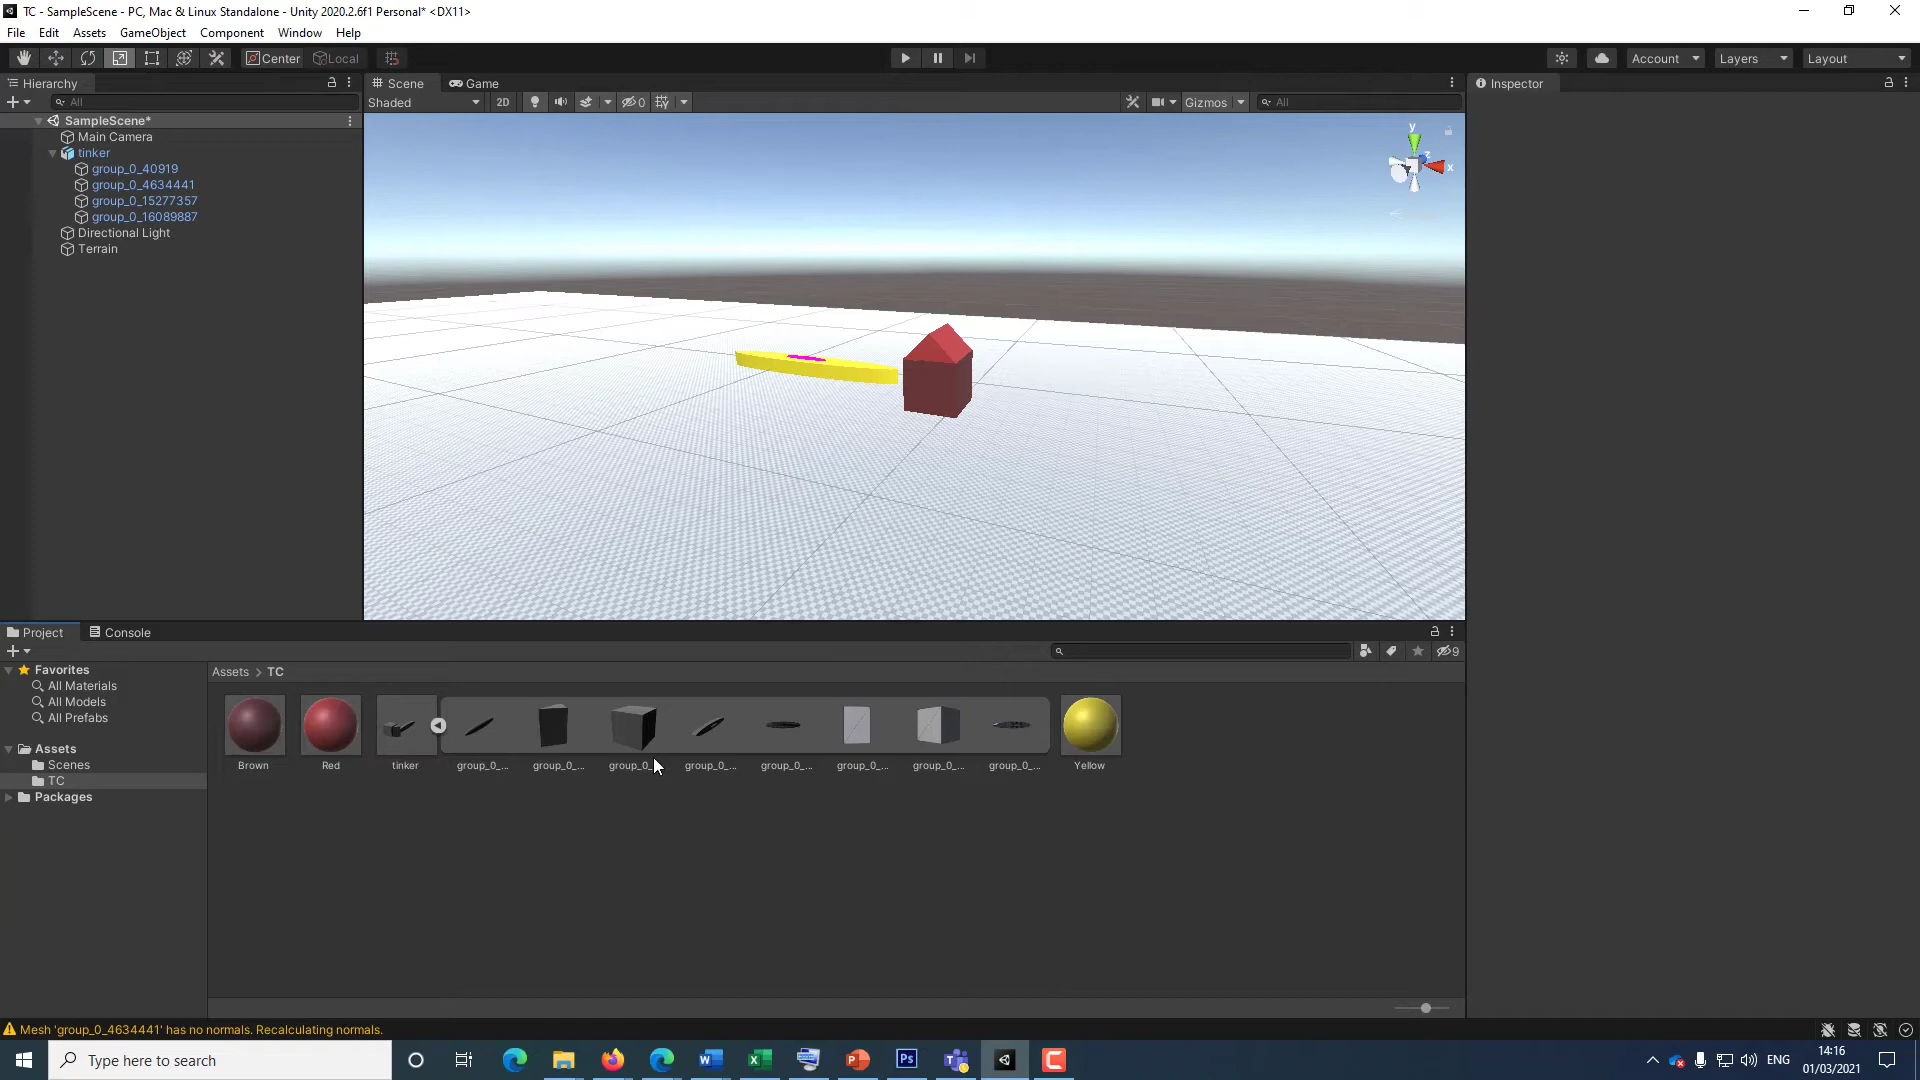 TC - SampleScene - PC, Mac & Linux Standalone - Unity 2020.2.6f1 Personal* <DX11>
File Edit Assets GameObject Component Window Help
Center Local Account Layers Layout
Hierarchy Scene Game Inspector
All Shaded 2D 0 Gizmos All
SampleScene*
Main Camera
tinker
group_0_40919
group_0_4634441
group_0_15277357
group_0_16089887
Directional Light
Terrain
y
x
Project Console
9
Favorites
All Materials
All Models
All Prefabs
Assets
Scenes
TC
Packages
Assets > TC
Brown Red tinker group_0_... group_0_... group_0_ group_0_... group_0_... group_0_... group_0_... group_0_... Yellow
Mesh 'group_0_4634441' has no normals. Recalculating normals.
Type here to search
ENG
14:16
01/03/2021